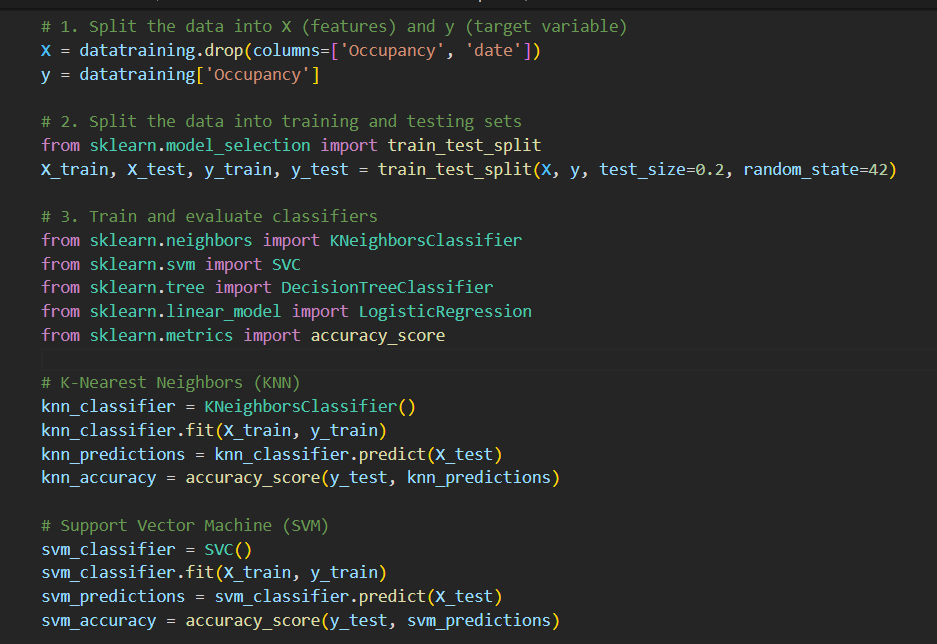 # 1. Split the data into X (features) and y (target variable)
X = datatraining.drop(columns=['Occupancy', 'date'])
y = datatraining['Occupancy']
# 2. Split the data into training and testing sets
from sklearn.model_selection import train_test_split
X_train, X_test, y_train, y_test = train_test_split(X, y, test_size=0.2, random_state=42)
# 3. Train and evaluate classifiers
from sklearn.neighbors import KNeighborsClassifier
from sklearn.svm import SVC
from sklearn.tree import DecisionTreeClassifier
from sklearn.linear_model import LogisticRegression
from sklearn.metrics import accuracy_score
# K-Nearest Neighbors (KNN)
knn_classifier = KNeighborsClassifier()
knn_classifier.fit(X_train, y_train)
knn_predictions = knn_classifier.predict(X_test)
knn_accuracy = accuracy_score(y_test, knn_predictions)
# Support Vector Machine (SVM)
svm_classifier = SVC()
svm_classifier.fit(X_train, y_train)
svm_predictions = svm_classifier.predict(X_test)
svm_accuracy = accuracy_score(y_test, svm_predictions)